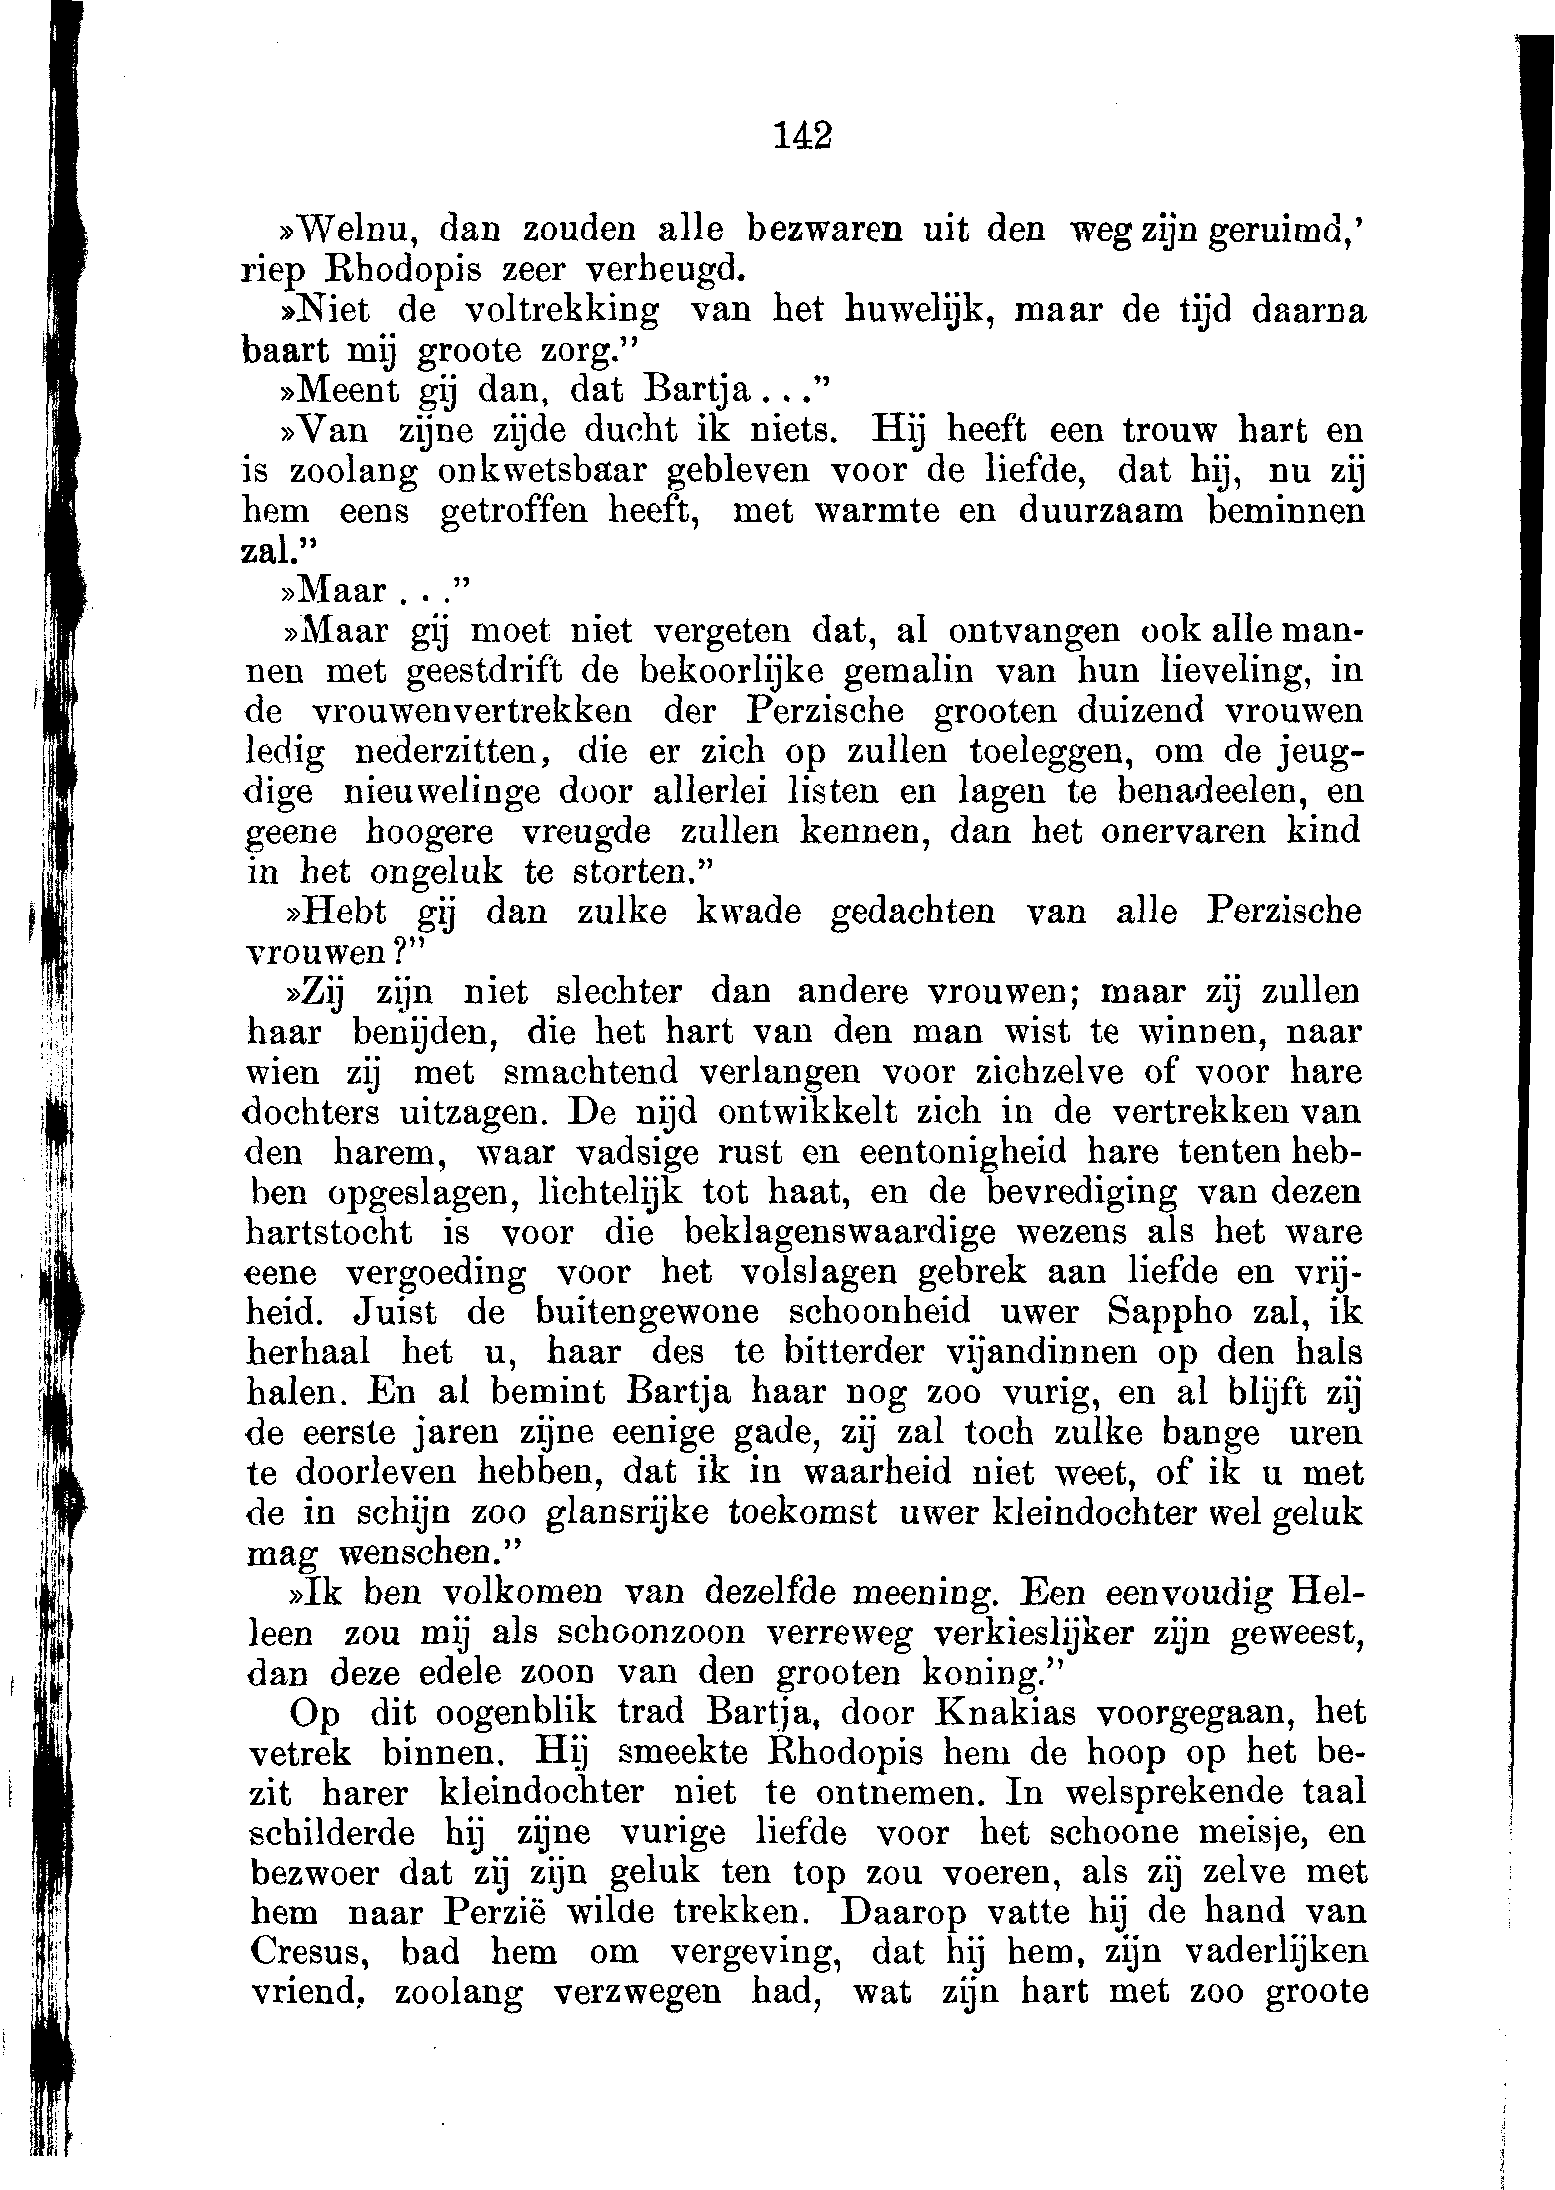 142
»Welnu, dan zouden alle bezwaren uit den weg zijn geruimd,’
riep Rhodopis zeer verheugd.
»Niet de voltrekking van het huwelijk, maar de tijd daarna
baart mij groote zorg.”
»Meent gij dan, dat Bartja . . .”
»Van zijne zijde ducht ik niets. Hij heeft een trouw hart en
is zoolang onkwetsbaar gebleven voor de liefde, dat hij, nu zij
hem eens getroffen heeft, met warmte en duurzaam beminnen
zal.”
»Maar . . .”
»Maar gij moet niet vergeten dat, al ontvangen ook alle man-
nen met geestdrift de bekoorlijke gemalin van hun lieveling, in
de vrouwenvertrekken der Perzische grooten duizend vrouwen
ledig nederzitten, die er zich op zullen toeleggen, om de jeug-
dige nieuwelinge door allerlei listen en lagen te benadeelen, en
geene hoogere vreugde zullen kennen, dan het onervaren kind
in het ongeluk te storten.”
»Hebt gij dan zulke kwade gedachten van alle Perzische
vrouwen?”
»Zij zijn niet slechter dan andere vrouwen; maar zij zullen
haar benijden, die het hart van den man wist te winnen, naar
wien zij met smachtend verlangen voor zichzelve of voor hare
dochters uitzagen. De nijd ontwikkelt zich in de vertrekken van
den harem, waar vadsige rust en eentonigheid hare tenten heb-
ben opgeslagen, lichtelijk tot haat, en de bevrediging van dezen
hartstocht is voor die beklagenswaardige wezens als het ware
eene vergoeding voor het volslagen gebrek aan liefde en vrij-
heid. Juist de buitengewone schoonheid uwer Sappho zal, ik
herhaal het u, haar des te bitterder vijandinnen op den hals
halen. En al bemint Bartja haar nog zoo vurig, en al blijft zij
de eerste jaren zijne eenige gade, zij zal toch zulke bange uren
te doorleven hebben, dat ik in waarheid niet weet, of ik u met
de in schijn zoo glansrijke toekomst uwer kleindochter wel geluk
mag wenschen.”
»Ik ben volkomen van dezelfde meening. Een eenvoudig Hel-
leen zou mij als schoonzoon verreweg verkieslijker zijn geweest,
dan deze edele zoon van den grooten koning.”
Op dit oogenblik trad Bartja, door Knakias voorgegaan, het
vetrek binnen. Hij smeekte Rhodopis hem de hoop op het be-
zit harer kleindochter niet te ontnemen. In welsprekende taal
schilderde hij zijne vurige liefde voor het schoone meisje, en
bezwoer dat zij zijn geluk ten top zou voeren, als zij zelve met
hem naar Perzië wilde trekken. Daarop vatte hij de hand van
Cresus, bad hem om vergeving, dat hij hem, zijn vaderlijken
vriend, zoolang verzwegen had, wat zijn hart met zoo groote